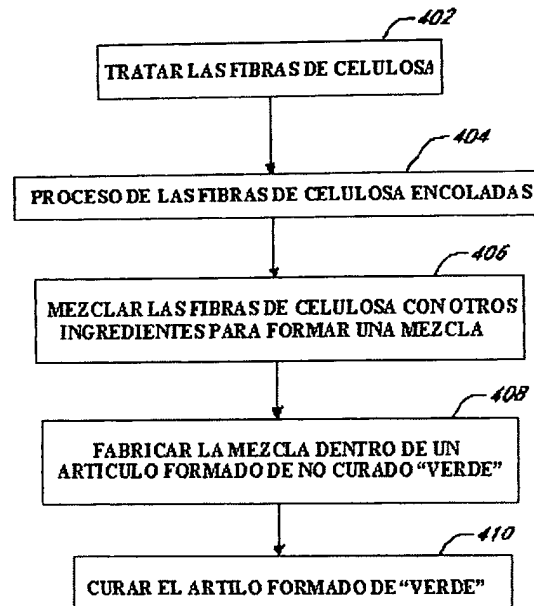 402
TRATAR LAS FIBRAS DE CELULOSA
404
PROCESO DE LAS FIBRAS DE CELULOSA ENCOLADAS
406
MEZCLAR LAS FIBRAS DE CELULOSA CON OTROS
INGREDIENTES PARA FORMAR UNA MEZCLA
408
FABRICAR LA MEZCLA DENTRO DE UN
ARTICULO FORMADO DE NO CURADO “VERDE”
410
CURAR EL ARTILO FORMADO DE “VERDE”